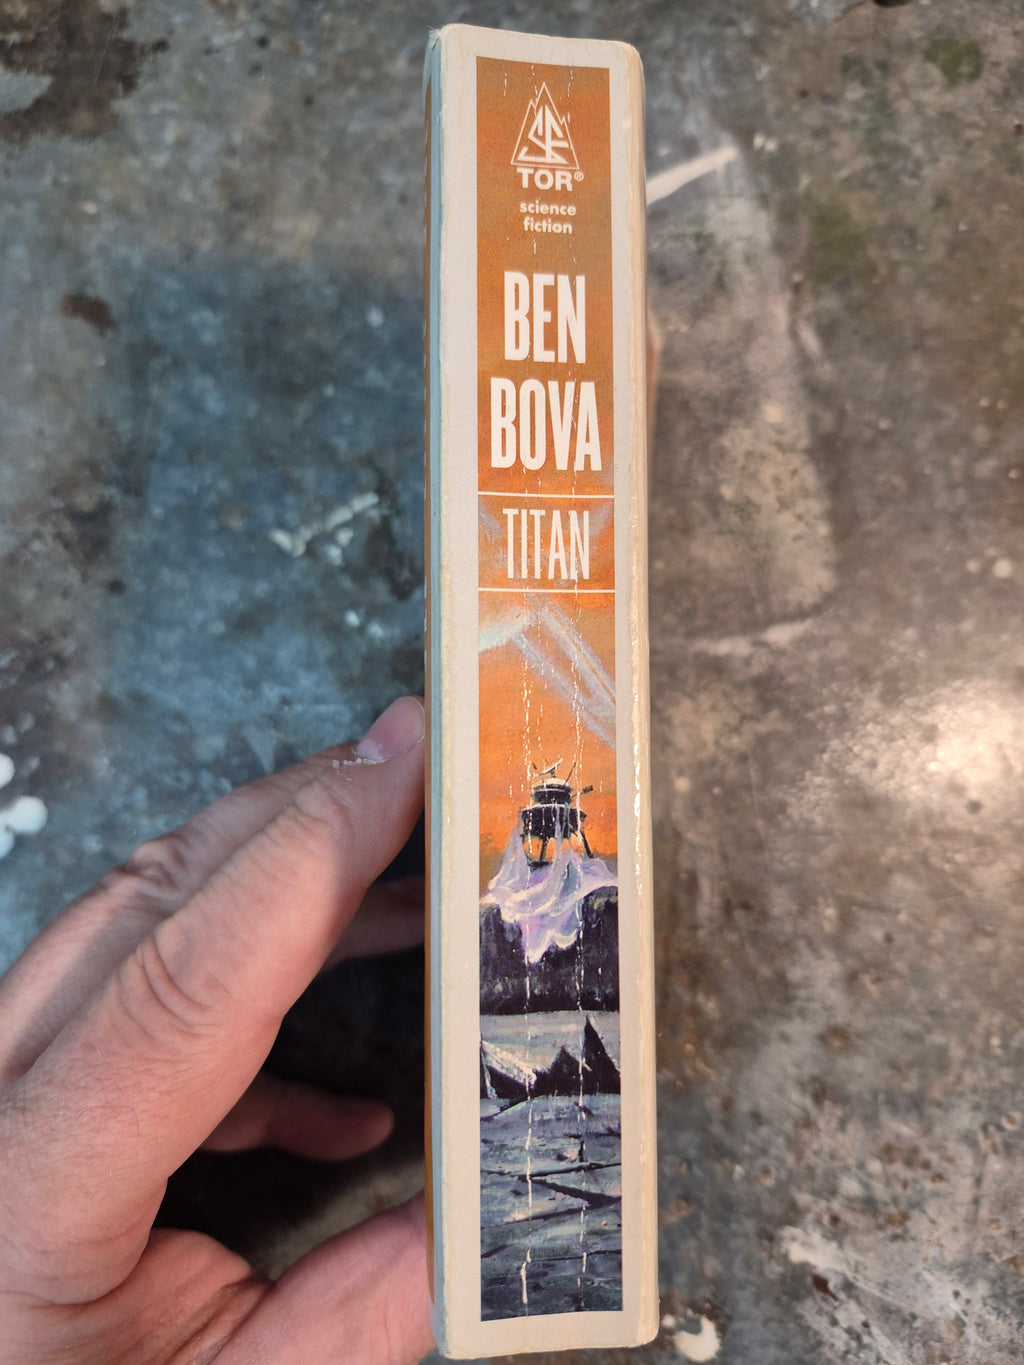 SF
TOR®
science
fiction
BEN
BOVA
TITAN